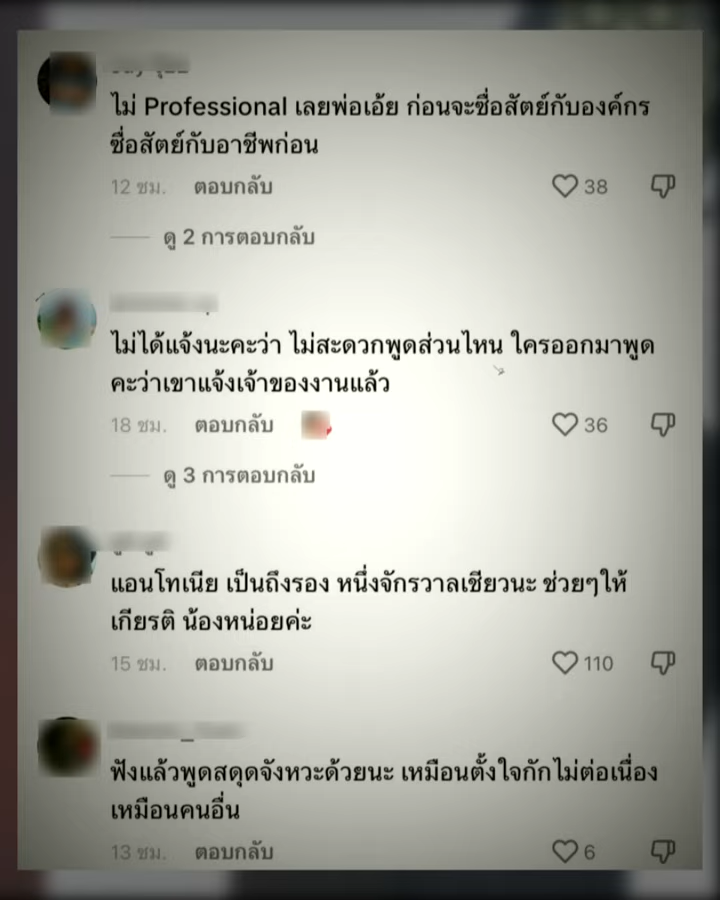 ไม่ Professional เลยพ่อเอ้ย ก่อนจะซื่อสัตย์กับองค์กร
ซื่อสัตย์กับอาชีพก่อน
12 ชม. ตอบกลับ 38
ดู 2 การตอบกลับ
ไม่ได้แจ้งนะคะว่า ไม่สะดวกพูดส่วนไหน ใครออกมาพูด
คะว่าเขาแจ้งเจ้าของงานแล้ว
18 ชม. ตอบกลับ 36
ดู 3 การตอบกลับ
แอนโทเนีย เป็นถึงรอง หนึ่งจักรวาลเชียวนะ ช่วยๆให้
เกียรติ น้องหน่อยค่ะ
15 ชม. ตอบกลับ 110
ฟังแล้วพูดสดุดจังหวะด้วยนะ เหมือนตั้งใจกักไม่ต่อเนื่อง
เหมือนคนอื่น
13 ชม. ตอบกลับ 6